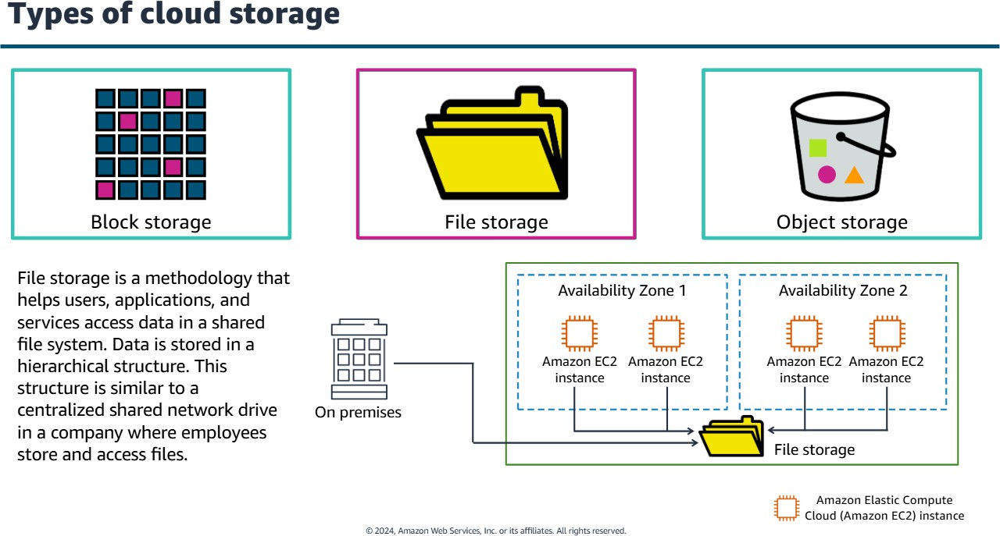 Types of cloud storage
Block storage
File storage
Object storage
File storage is a methodology that
helps users, applications, and
services access data in a shared
file system. Data is stored in a
hierarchical structure. This
structure is similar to a
centralized shared network drive
in a company where employees
store and access files.
On premises
Availability Zone 1
Amazon EC2
instance
Amazon EC2
instance
Availability Zone 2
Amazon EC2
instance
Amazon EC2
instance
File storage
Amazon Elastic Compute
Cloud (Amazon EC2) instance
© 2024, Amazon Web Services, Inc. or its affiliates. All rights reserved.